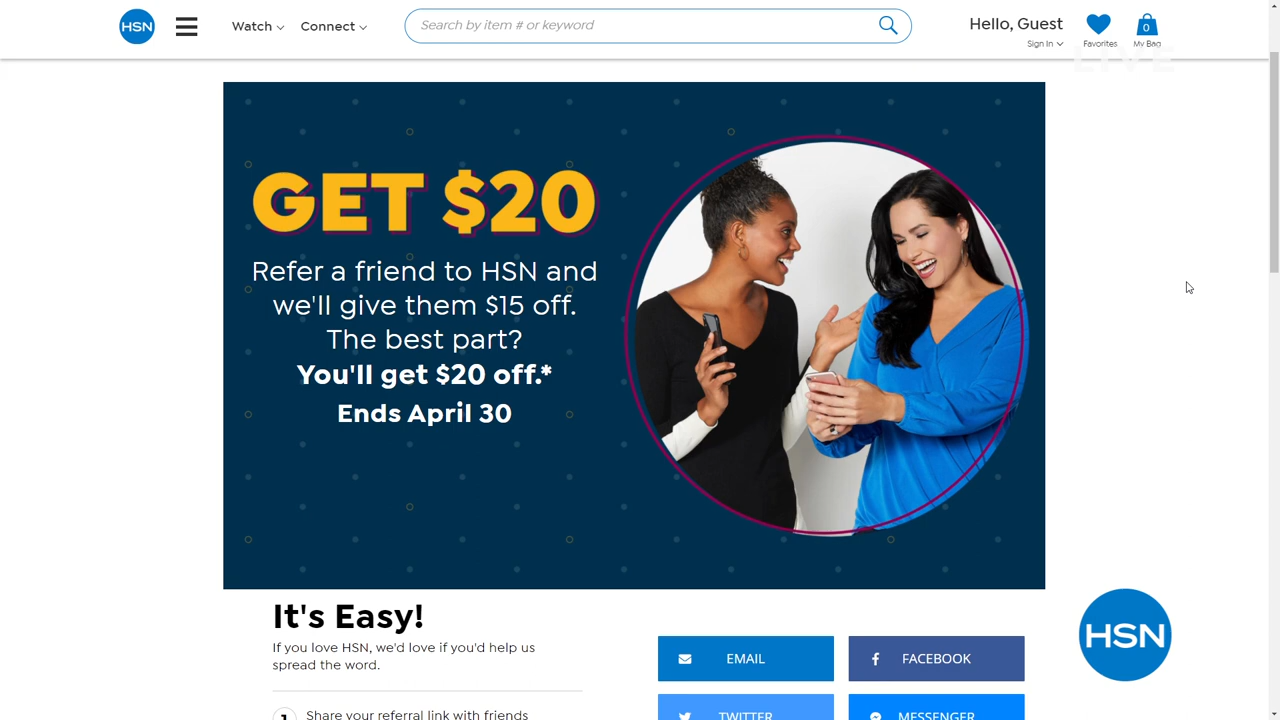 HSN
Watch
Connect
Search by item # or keyword
Hello, Guest
Sign In
Favorites
0
My Bag
LIVE
GET $20
Refer a friend to HSN and
we'll give them $15 off.
The best part?
You'll get $20 off.*
Ends April 30
It's Easy!
If you love HSN, we'd love if you'd help us
spread the word.
1
Share your referral link with friends
EMAIL
FACEBOOK
TWITTER
MESSENGER
HSN